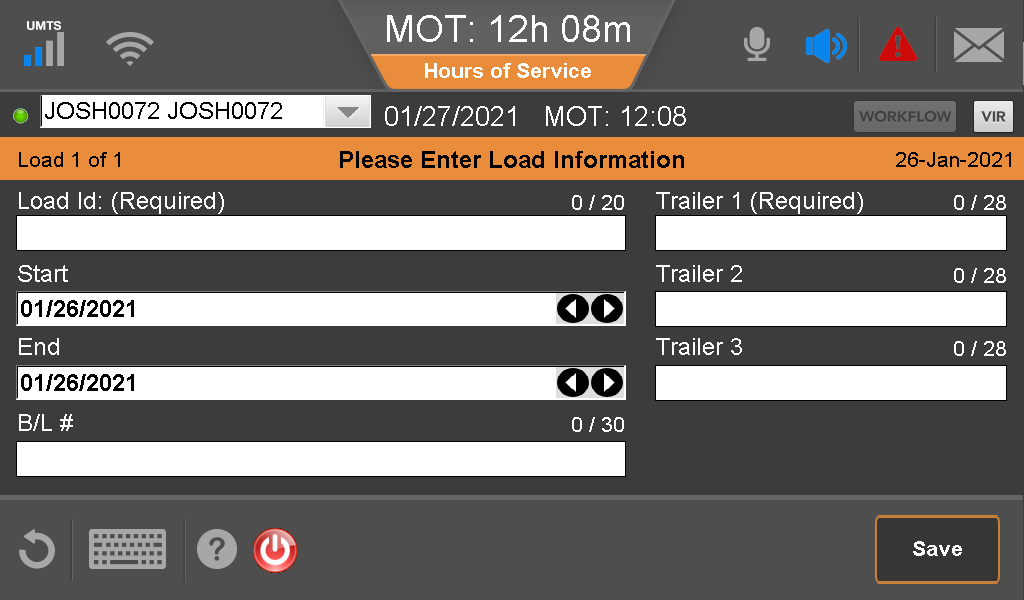 UMTS
MOT: 12h 08m
Hours of Service
JOSH0072 JOSH0072
01/27/2021 MOT: 12:08
WORKFLOW
VIR
Load 1 of 1
Please Enter Load Information
26-Jan-2021
Load Id: (Required) 0 / 20
Trailer 1 (Required) 0 / 28
Start
Trailer 2 0 / 28
01/26/2021
End
Trailer 3 0 / 28
01/26/2021
B/L # 0 / 30
?
Save